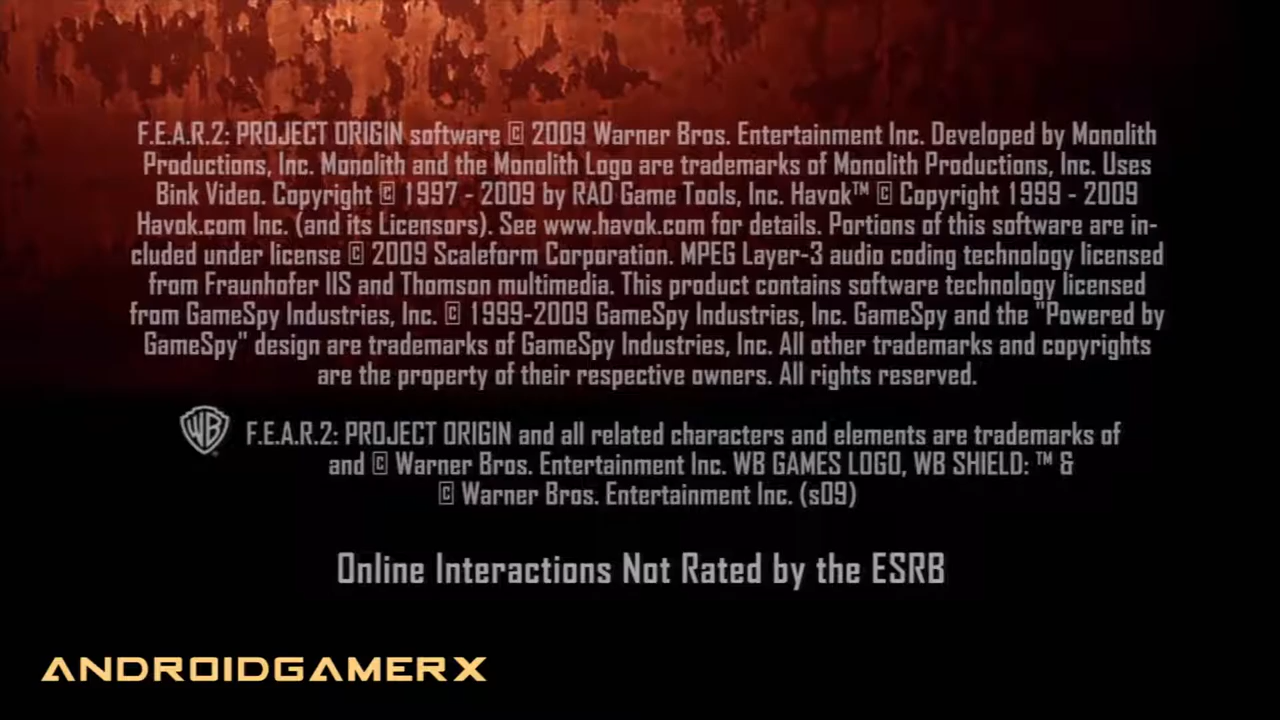 F.E.A.R.2: PROJECT ORIGIN software © 2009 Warner Bros. Entertainment Inc. Developed by Monolith
Productions, Inc. Monolith and the Monolith Logo are trademarks of Monolith Productions, Inc. Uses
Bink Video. Copyright © 1997 - 2009 by RAD Game Tools, Inc. Havok™ © Copyright 1999 - 2009
Havok.com Inc. (and its Licensors). See www.havok.com for details. Portions of this software are in-
cluded under license © 2009 Scaleform Corporation. MPEG Layer-3 audio coding technology licensed
from Fraunhofer IIS and Thomson multimedia. This product contains software technology licensed
from GameSpy Industries, Inc. © 1999-2009 GameSpy Industries, Inc. GameSpy and the "Powered by
GameSpy" design are trademarks of GameSpy Industries, Inc. All other trademarks and copyrights
are the property of their respective owners. All rights reserved.
WB F.E.A.R.2: PROJECT ORIGIN and all related characters and elements are trademarks of
and © Warner Bros. Entertainment Inc. WB GAMES LOGO, WB SHIELD: ™ &
© Warner Bros. Entertainment Inc. (s09)
Online Interactions Not Rated by the ESRB
ANDROIDGAMERX